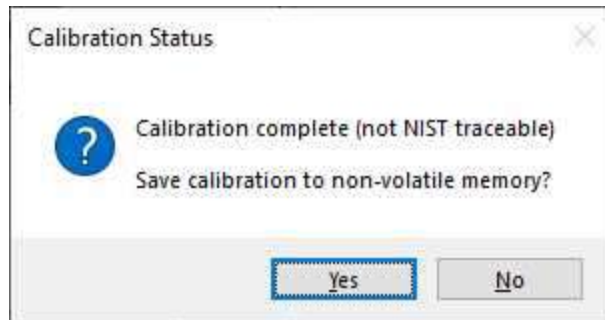 Calibration Status
?
Calibration complete (not NIST traceable)
Save calibration to non-volatile memory?
Yes No